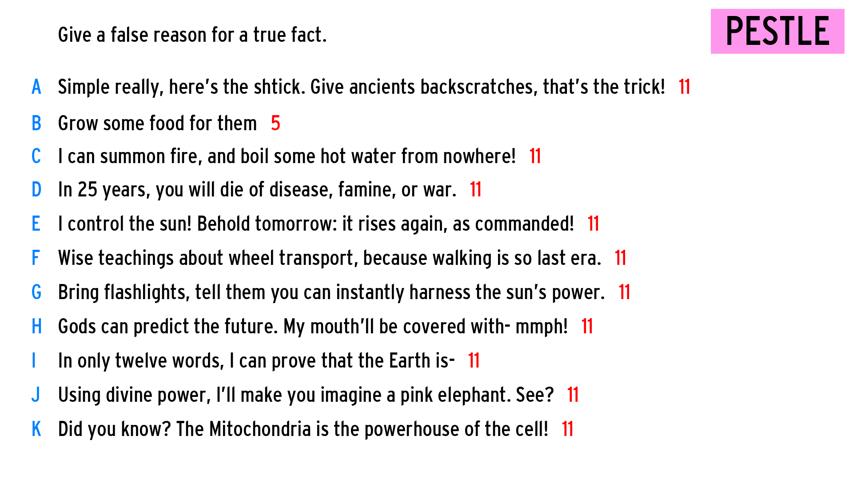 Give a false reason for a true fact.
PESTLE
A Simple really, here's the shtick. Give ancients backscratches, that's the trick! 11
B Grow some food for them 5
C I can summon fire, and boil some hot water from nowhere! 11
D In 25 years, you will die of disease, famine, or war. 11
E I control the sun! Behold tomorrow: it rises again, as commanded! 11
F Wise teachings about wheel transport, because walking is so last era. 11
G Bring flashlights, tell them you can instantly harness the sun's power. 11
H Gods can predict the future. My mouth'll be covered with- mmph! 11
I In only twelve words, I can prove that the Earth is- 11
J Using divine power, I'll make you imagine a pink elephant. See? 11
K Did you know? The Mitochondria is the powerhouse of the cell! 11